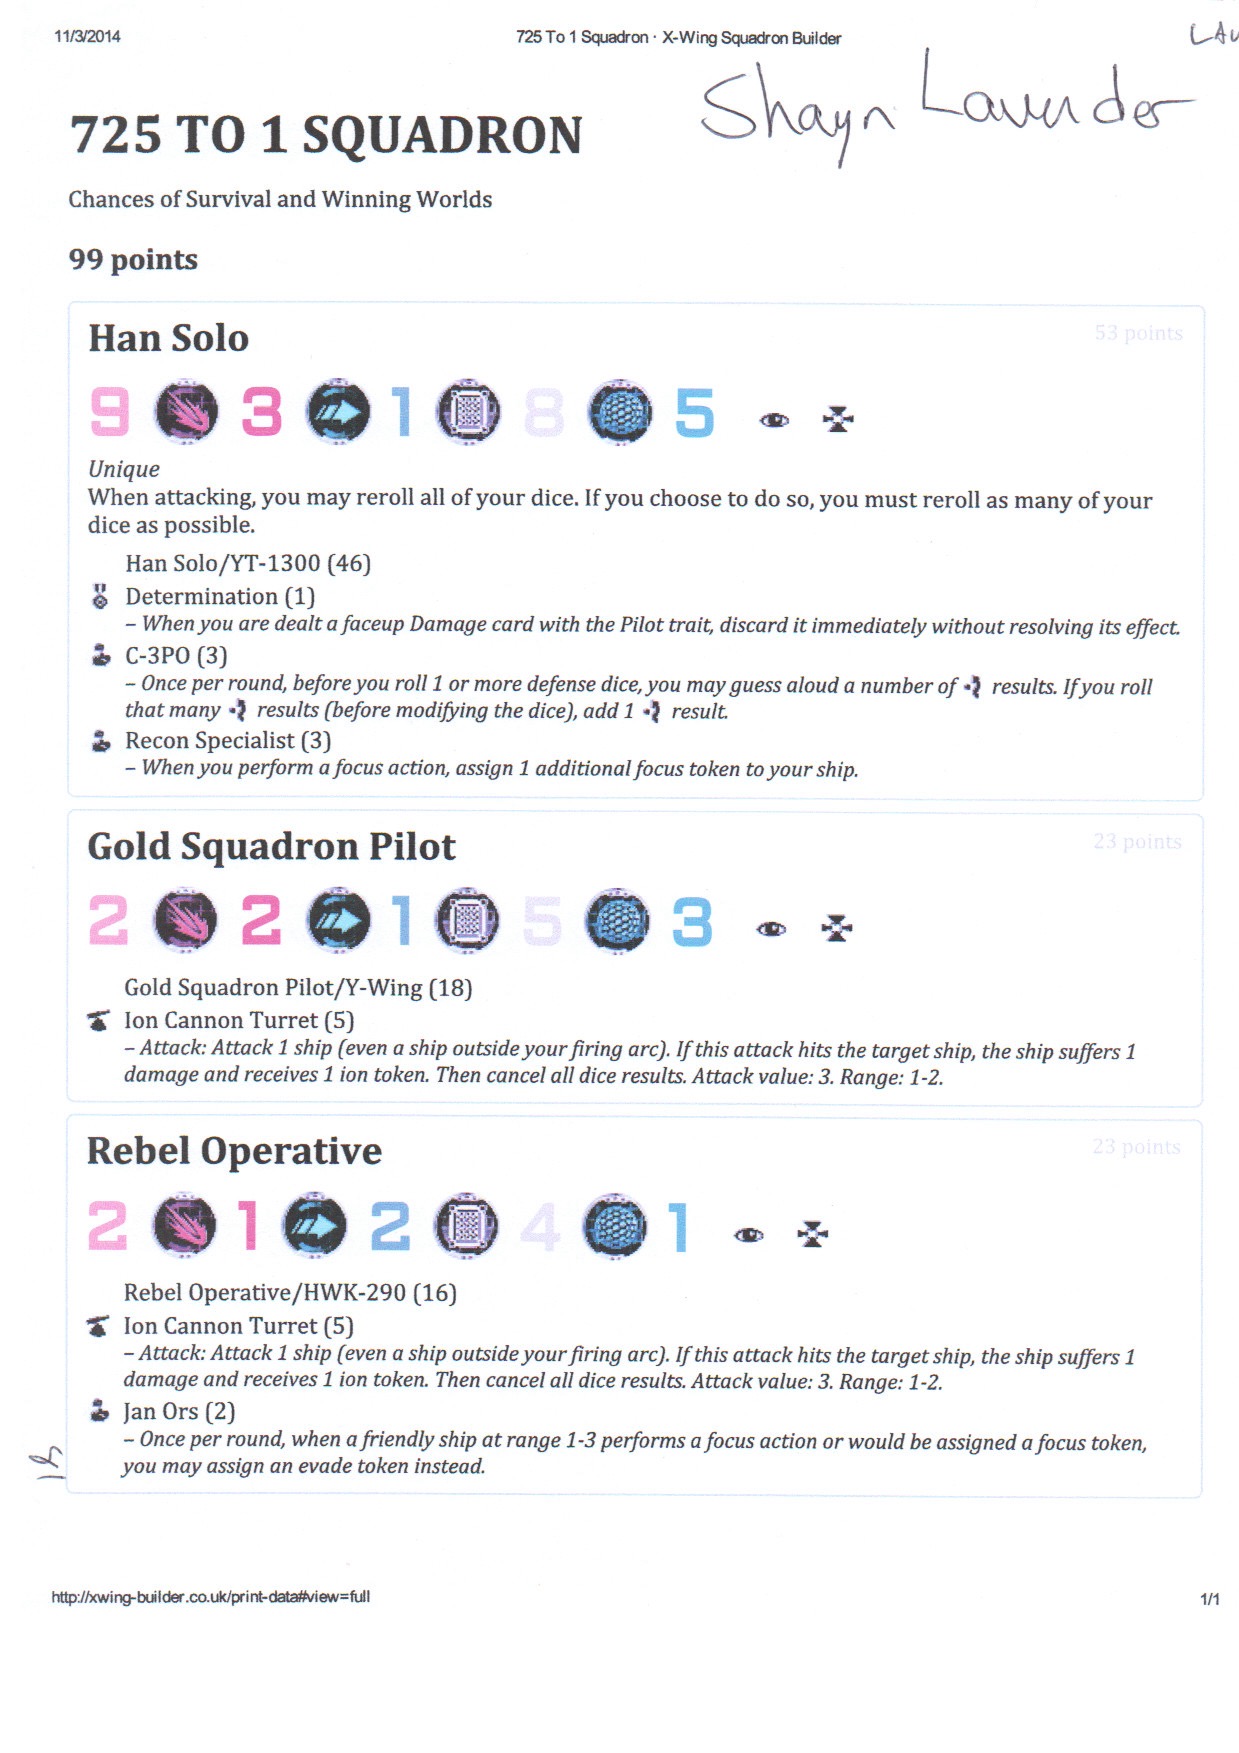 11/3/2014
725 To 1 Squadron · X-Wing Squadron Builder
LAV
Shayn Lavender
725 TO 1 SQUADRON
Chances of Survival and Winning Worlds
99 points
Han Solo
53 points
9 3 1 8 5
Unique
When attacking, you may reroll all of your dice. If you choose to do so, you must reroll as many of your
dice as possible.
Han Solo/YT-1300 (46)
Determination (1)
– When you are dealt a faceup Damage card with the Pilot trait, discard it immediately without resolving its effect.
C-3PO (3)
– Once per round, before you roll 1 or more defense dice, you may guess aloud a number of results. If you roll
that many results (before modifying the dice), add 1 result.
Recon Specialist (3)
– When you perform a focus action, assign 1 additional focus token to your ship.
Gold Squadron Pilot
23 points
2 2 1 5 3
Gold Squadron Pilot/Y-Wing (18)
Ion Cannon Turret (5)
– Attack: Attack 1 ship (even a ship outside your firing arc). If this attack hits the target ship, the ship suffers 1
damage and receives 1 ion token. Then cancel all dice results. Attack value: 3. Range: 1-2.
Rebel Operative
23 points
2 1 2 4 1
Rebel Operative/HWK-290 (16)
Ion Cannon Turret (5)
– Attack: Attack 1 ship (even a ship outside your firing arc). If this attack hits the target ship, the ship suffers 1
damage and receives 1 ion token. Then cancel all dice results. Attack value: 3. Range: 1-2.
Jan Ors (2)
– Once per round, when a friendly ship at range 1-3 performs a focus action or would be assigned a focus token,
you may assign an evade token instead.
http://xwing-builder.co.uk/print-data#view=full
1/1